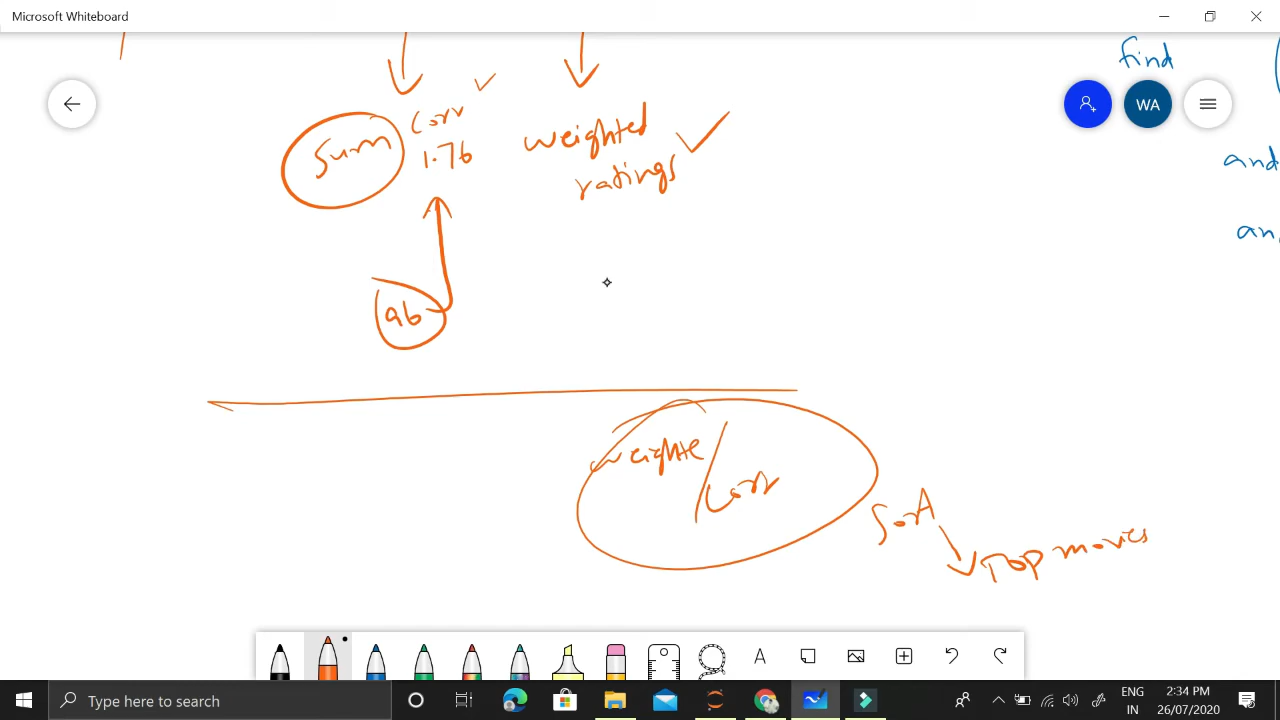 Microsoft Whiteboard
find
WA
Sum
Corr
1.76
weighted
ratings
and
an
ab
weighte
/ Corr
Sort
Top movies
A
Type here to search
ENG
IN
2:34 PM
26/07/2020